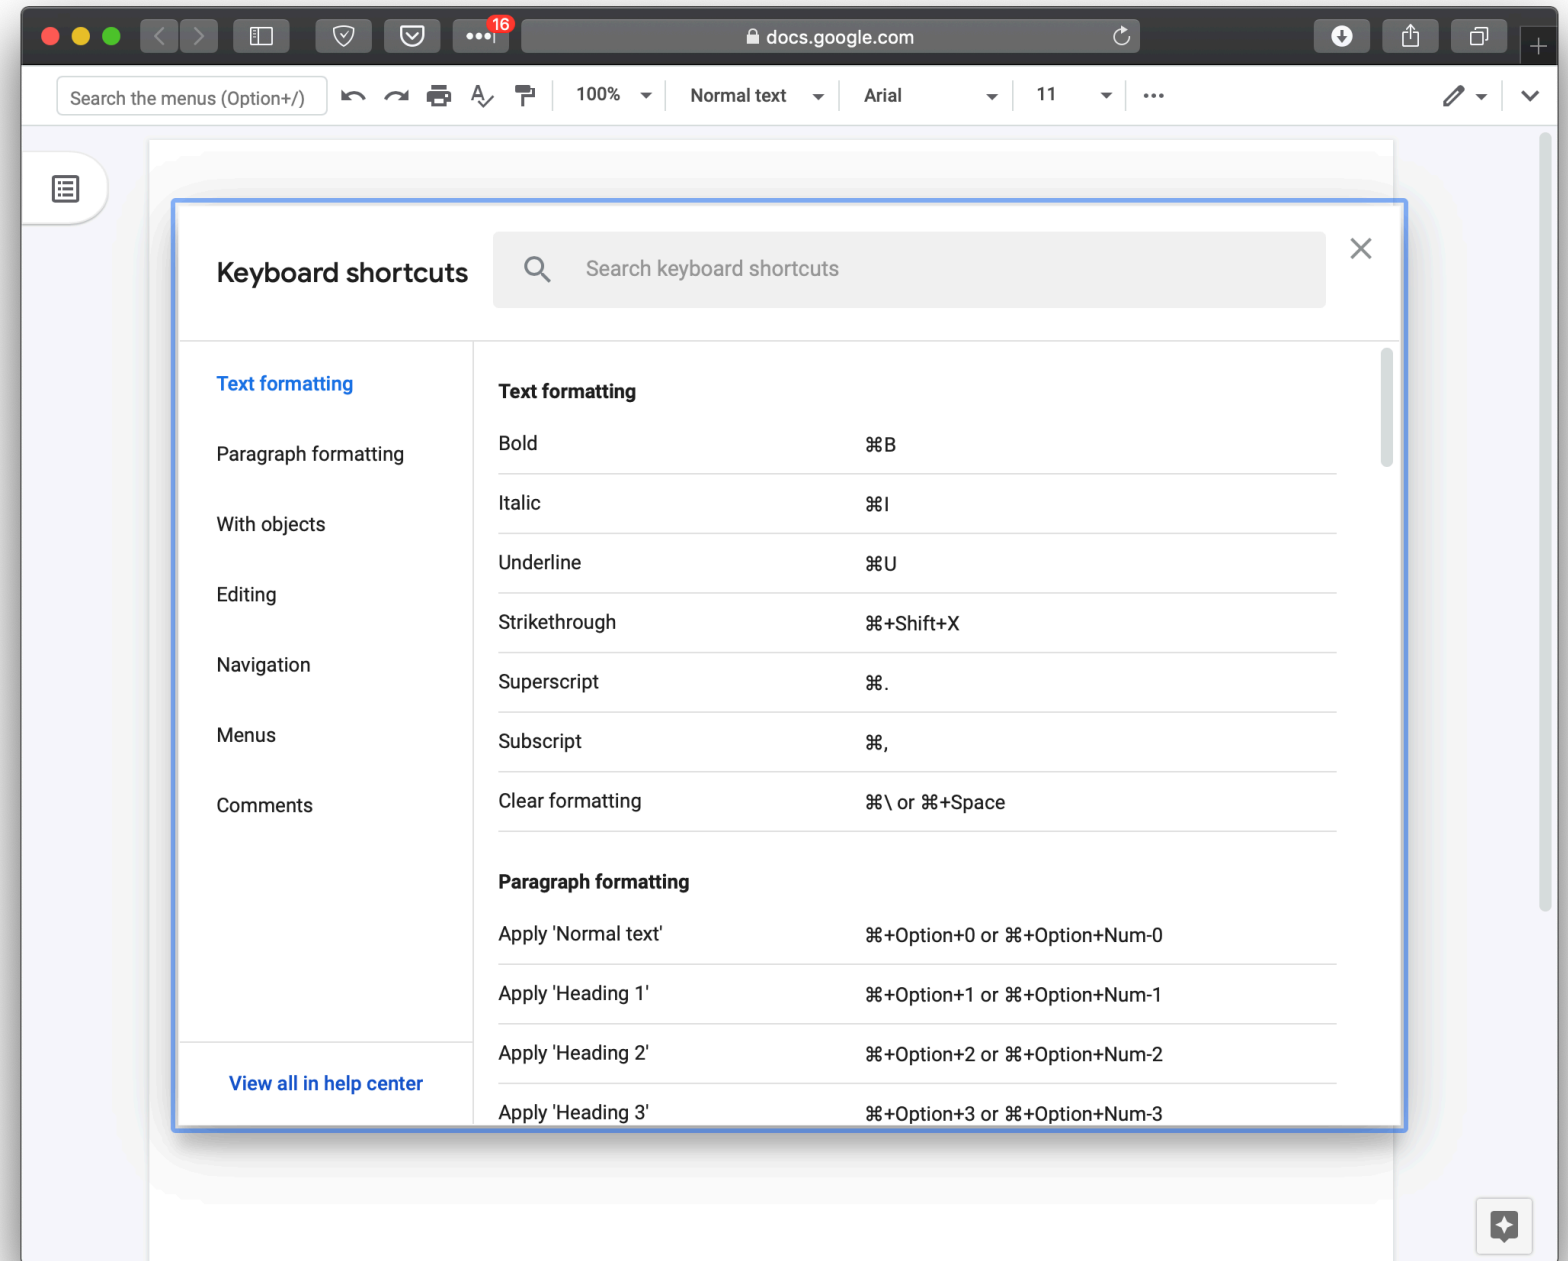 16
docs.google.com
Search the menus (Option+/)
100%
Normal text
Arial
11
Keyboard shortcuts
Search keyboard shortcuts
Text formatting
Paragraph formatting
With objects
Editing
Navigation
Menus
Comments
View all in help center
Text formatting
Bold ⌘B
Italic ⌘I
Underline ⌘U
Strikethrough ⌘+Shift+X
Superscript ⌘.
Subscript ⌘,
Clear formatting ⌘\ or ⌘+Space
Paragraph formatting
Apply 'Normal text' ⌘+Option+0 or ⌘+Option+Num-0
Apply 'Heading 1' ⌘+Option+1 or ⌘+Option+Num-1
Apply 'Heading 2' ⌘+Option+2 or ⌘+Option+Num-2
Apply 'Heading 3' ⌘+Option+3 or ⌘+Option+Num-3